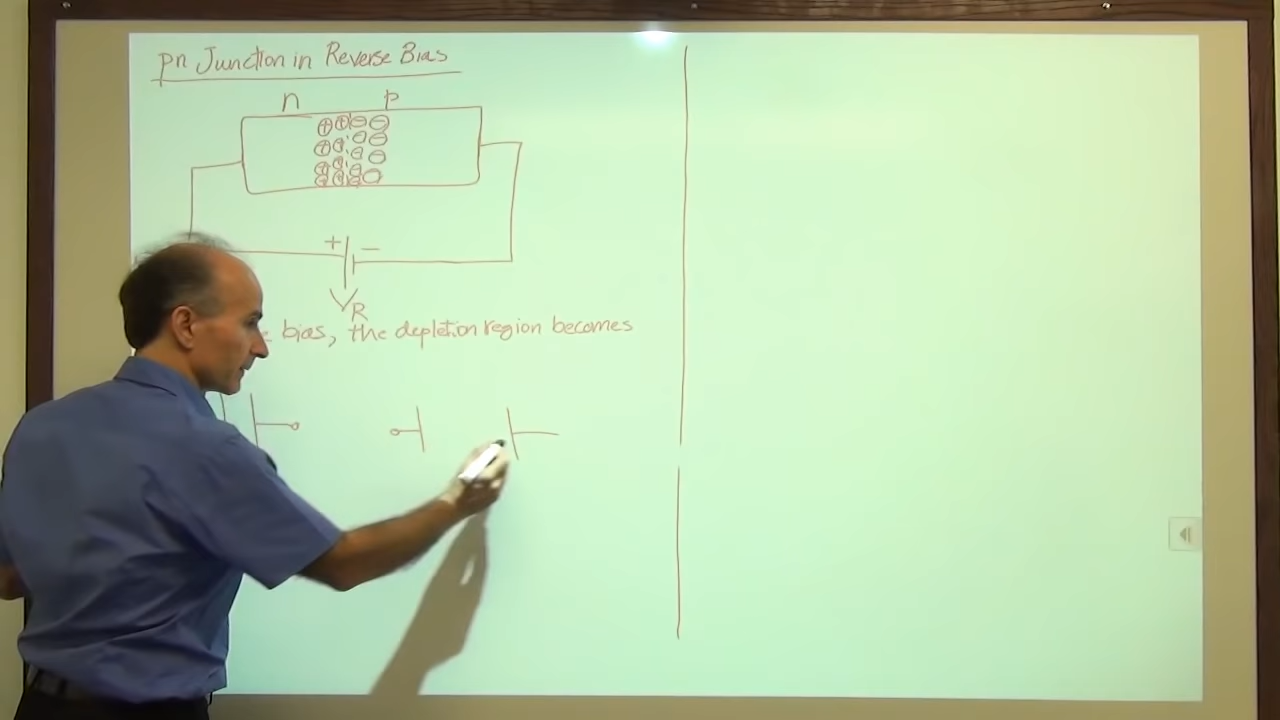 pn Junction in Reverse Bias
n p
+ −
VR
bias, the depletion region becomes